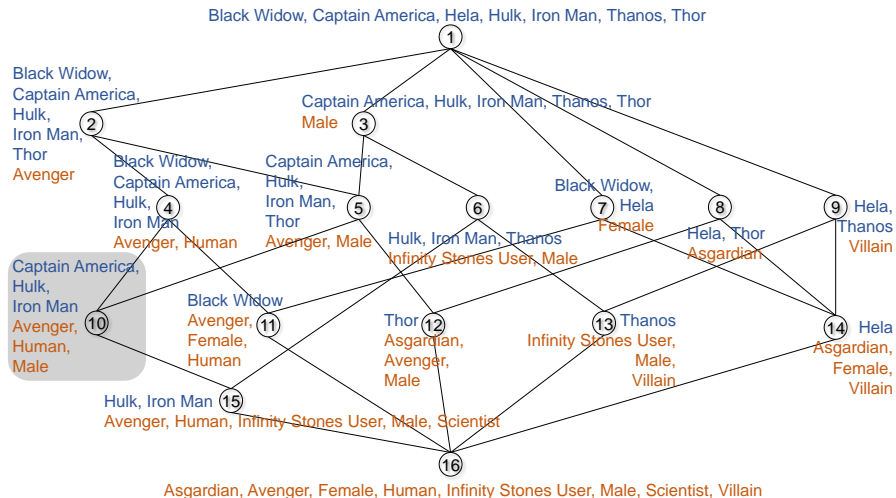 Black Widow, Captain America, Hela, Hulk, Iron Man, Thanos, Thor
1
Black Widow,
Captain America,
Hulk,
Iron Man,
Thor
Avenger
2
Captain America, Hulk, Iron Man, Thanos, Thor
Male
3
Black Widow,
Captain America,
Hulk,
Iron Man
Avenger, Human
4
Captain America,
Hulk,
Iron Man,
Thor
Avenger, Male
5
6
Hulk, Iron Man, Thanos
Infinity Stones User, Male
Black Widow,
Hela
Female
7
8
Hela, Thor
Asgardian
9
Hela,
Thanos
Villain
Captain America,
Hulk,
Iron Man
Avenger,
Human,
Male
10
Black Widow
Avenger,
Female,
Human
11
Thor
Asgardian,
Avenger,
Male
12
13
Thanos
Infinity Stones User,
Male,
Villain
14
Hela
Asgardian,
Female,
Villain
Hulk, Iron Man
15
Avenger, Human, Infinity Stones User, Male, Scientist
16
Asgardian, Avenger, Female, Human, Infinity Stones User, Male, Scientist, Villain